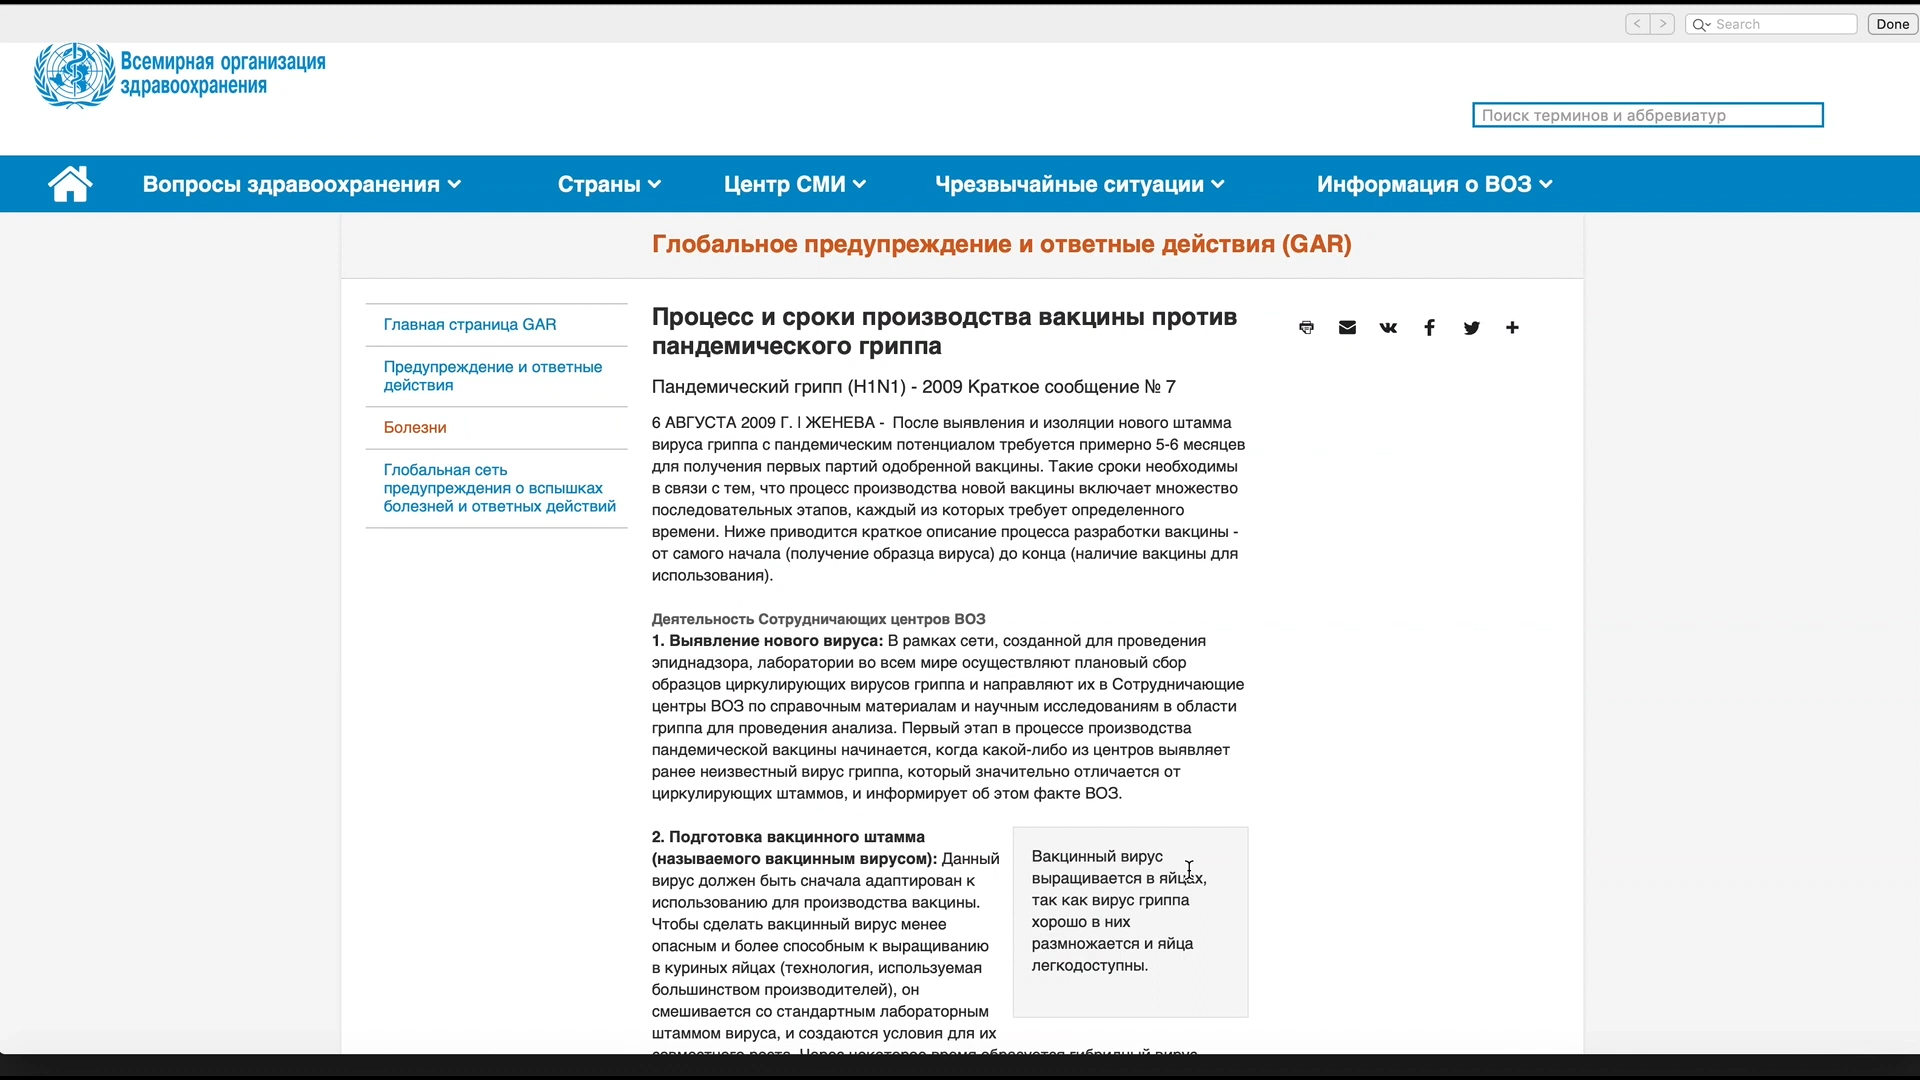 Search
Done
Всемирная организация
здравоохранения
Поиск терминов и аббревиатур
Вопросы здравоохранения
Страны
Центр СМИ
Чрезвычайные ситуации
Информация о ВОЗ
Глобальное предупреждение и ответные действия (GAR)
Главная страница GAR
Предупреждение и ответные
действия
Болезни
Глобальная сеть
предупреждения о вспышках
болезней и ответных действий
Процесс и сроки производства вакцины против
пандемического гриппа
Пандемический грипп (H1N1) - 2009 Краткое сообщение № 7
6 АВГУСТА 2009 Г. | ЖЕНЕВА - После выявления и изоляции нового штамма
вируса гриппа с пандемическим потенциалом требуется примерно 5-6 месяцев
для получения первых партий одобренной вакцины. Такие сроки необходимы
в связи с тем, что процесс производства новой вакцины включает множество
последовательных этапов, каждый из которых требует определенного
времени. Ниже приводится краткое описание процесса разработки вакцины -
от самого начала (получение образца вируса) до конца (наличие вакцины для
использования).
Деятельность Сотрудничающих центров ВОЗ
1. Выявление нового вируса: В рамках сети, созданной для проведения
эпиднадзора, лаборатории во всем мире осуществляют плановый сбор
образцов циркулирующих вирусов гриппа и направляют их в Сотрудничающие
центры ВОЗ по справочным материалам и научным исследованиям в области
гриппа для проведения анализа. Первый этап в процессе производства
пандемической вакцины начинается, когда какой-либо из центров выявляет
ранее неизвестный вирус гриппа, который значительно отличается от
циркулирующих штаммов, и информирует об этом факте ВОЗ.
2. Подготовка вакцинного штамма
(называемого вакцинным вирусом): Данный
вирус должен быть сначала адаптирован к
использованию для производства вакцины.
Чтобы сделать вакцинный вирус менее
опасным и более способным к выращиванию
в куриных яйцах (технология, используемая
большинством производителей), он
смешивается со стандартным лабораторным
штаммом вируса, и создаются условия для их
совместного роста. Через некоторое время образуется гибридный вирус
Вакцинный вирус
выращивается в яйцах,
так как вирус гриппа
хорошо в них
размножается и яйца
легкодоступны.